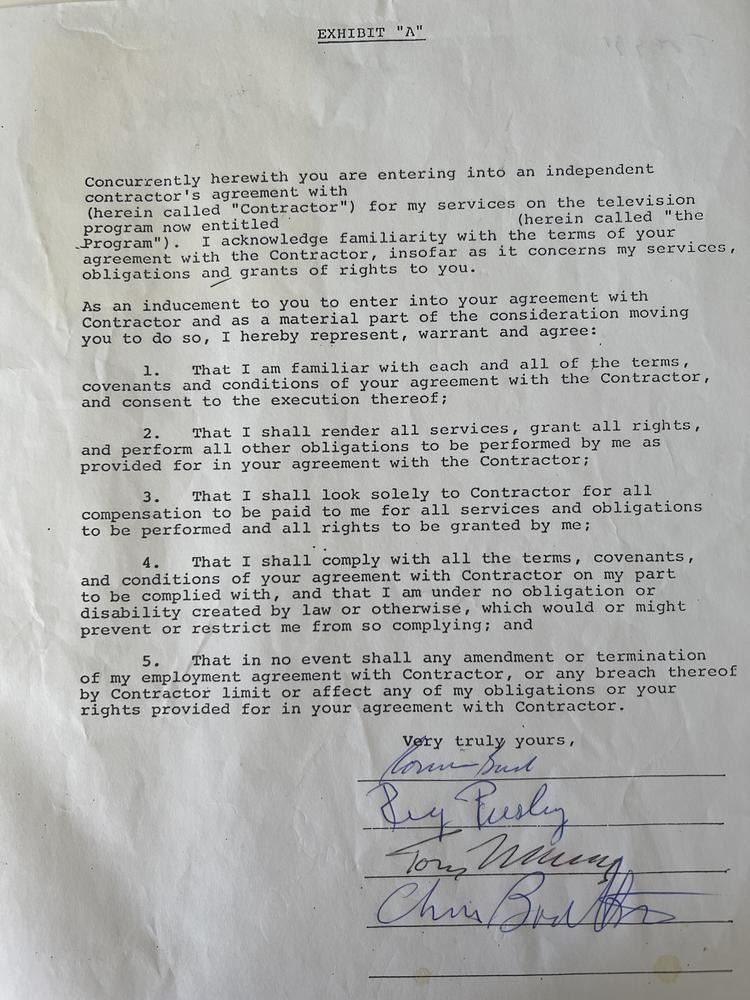 EXHIBIT "A"
Concurrently herewith you are entering into an independent
contractor's agreement with
(herein called "Contractor") for my services on the television
program now entitled (herein called "the
Program"). I acknowledge familiarity with the terms of your
agreement with the Contractor, insofar as it concerns my services,
obligations and grants of rights to you.
As an inducement to you to enter into your agreement with
Contractor and as a material part of the consideration moving
you to do so, I hereby represent, warrant and agree:
1. That I am familiar with each and all of the terms,
covenants and conditions of your agreement with the Contractor,
and consent to the execution thereof;
2. That I shall render all services, grant all rights,
and perform all other obligations to be performed by me as
provided for in your agreement with the Contractor;
3. That I shall look solely to Contractor for all
compensation to be paid to me for all services and obligations
to be performed and all rights to be granted by me;
4. That I shall comply with all the terms, covenants,
and conditions of your agreement with Contractor on my part
to be complied with, and that I am under no obligation or
disability created by law or otherwise, which would or might
prevent or restrict me from so complying; and
5. That in no event shall any amendment or termination
of my employment agreement with Contractor, or any breach thereof
by Contractor limit or affect any of my obligations or your
rights provided for in your agreement with Contractor.
Very truly yours,
Reg Presley
Tony
Chris